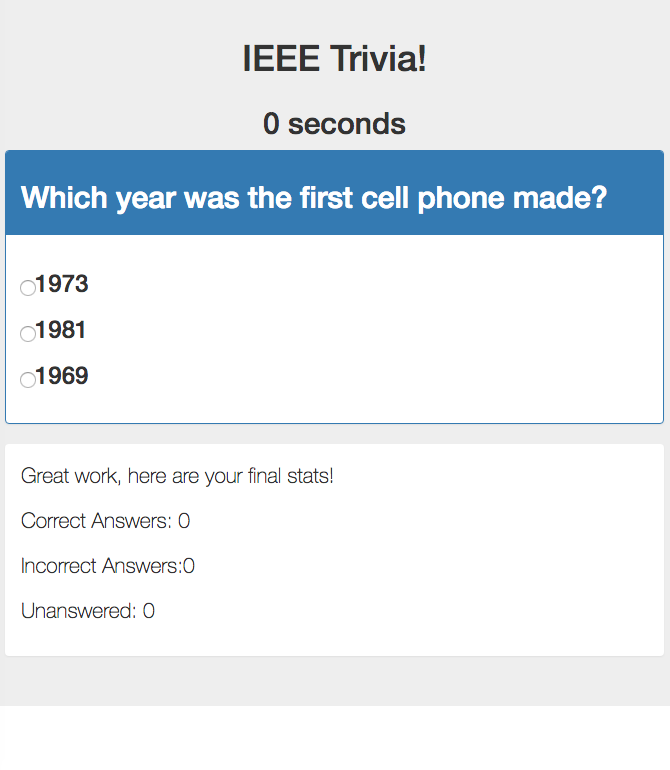 IEEE Trivia!
0 seconds
Which year was the first cell phone made?
1973
1981
1969
Great work, here are your final stats!
Correct Answers: 0
Incorrect Answers:0
Unanswered: 0